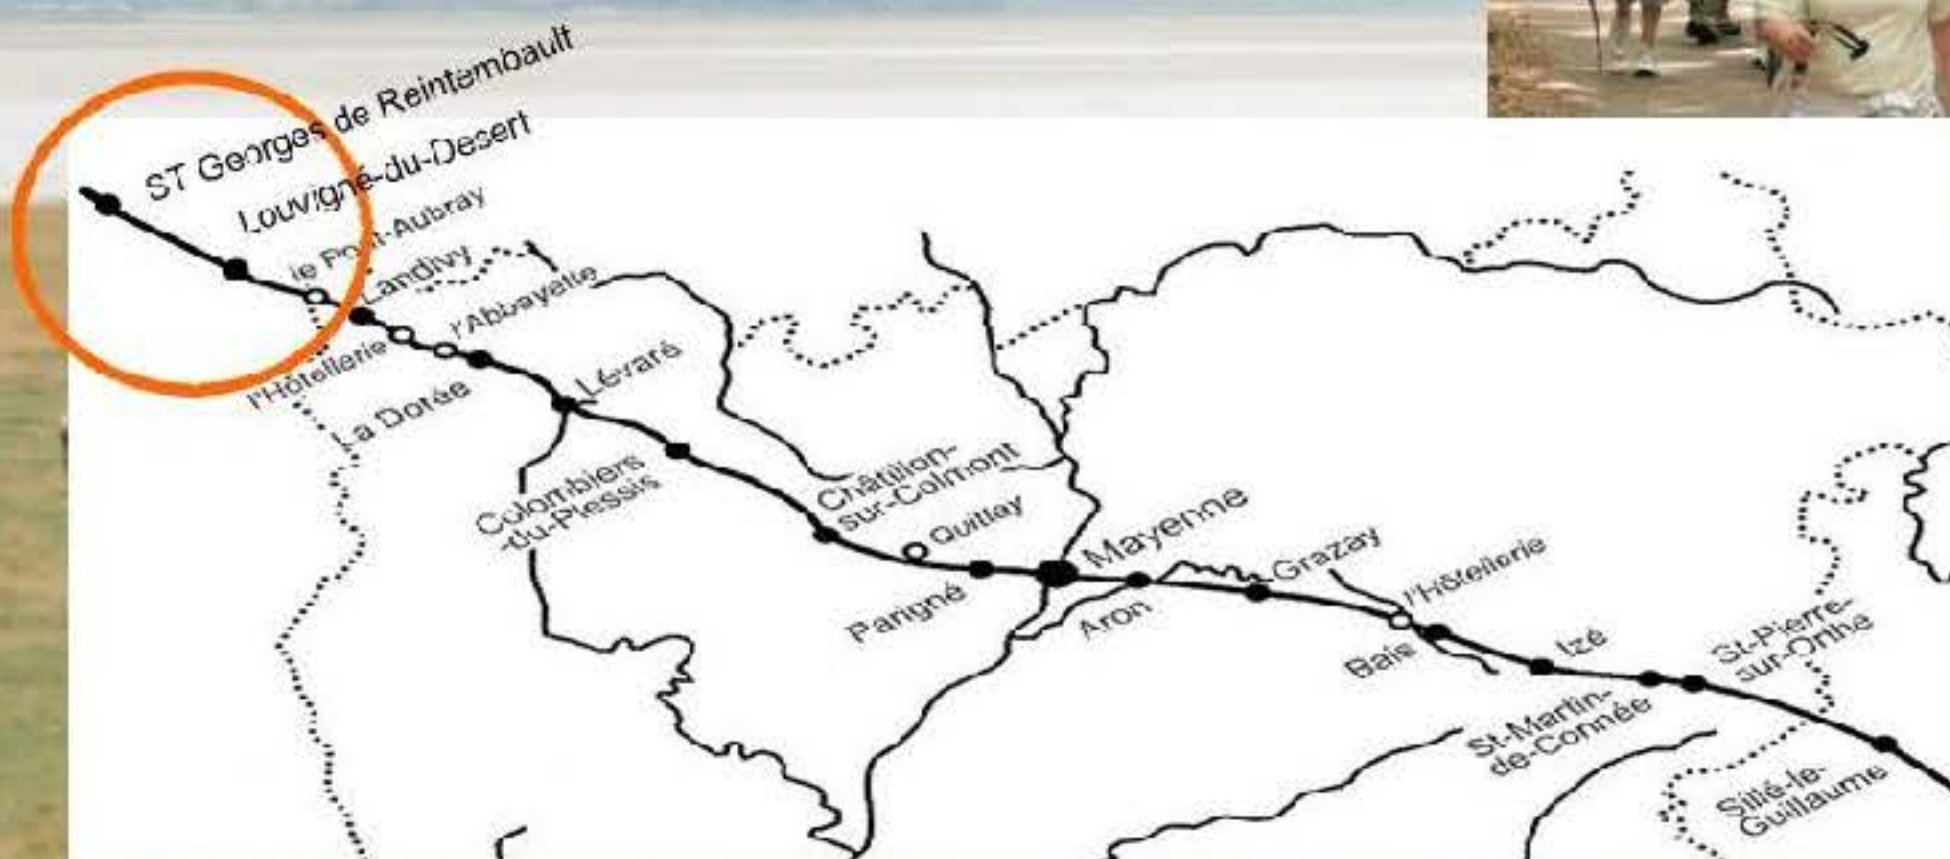 ST Georges de Reintembault
Louvigné-du-Desert
le Pont-Aubray
Landivy
l'Abbayette
l'Hôtellerie
La Dorée
Lévaré
Colombiers
-du-Plessis
Châtillon-
sur-Colmont
Quittay
Parigné
Mayenne
Aron
Grazay
l'Hôtellerie
Bais
Izé
St-Martin-
de-Connée
St-Pierre-
sur-Orthe
Sillé-le-
Guillaume